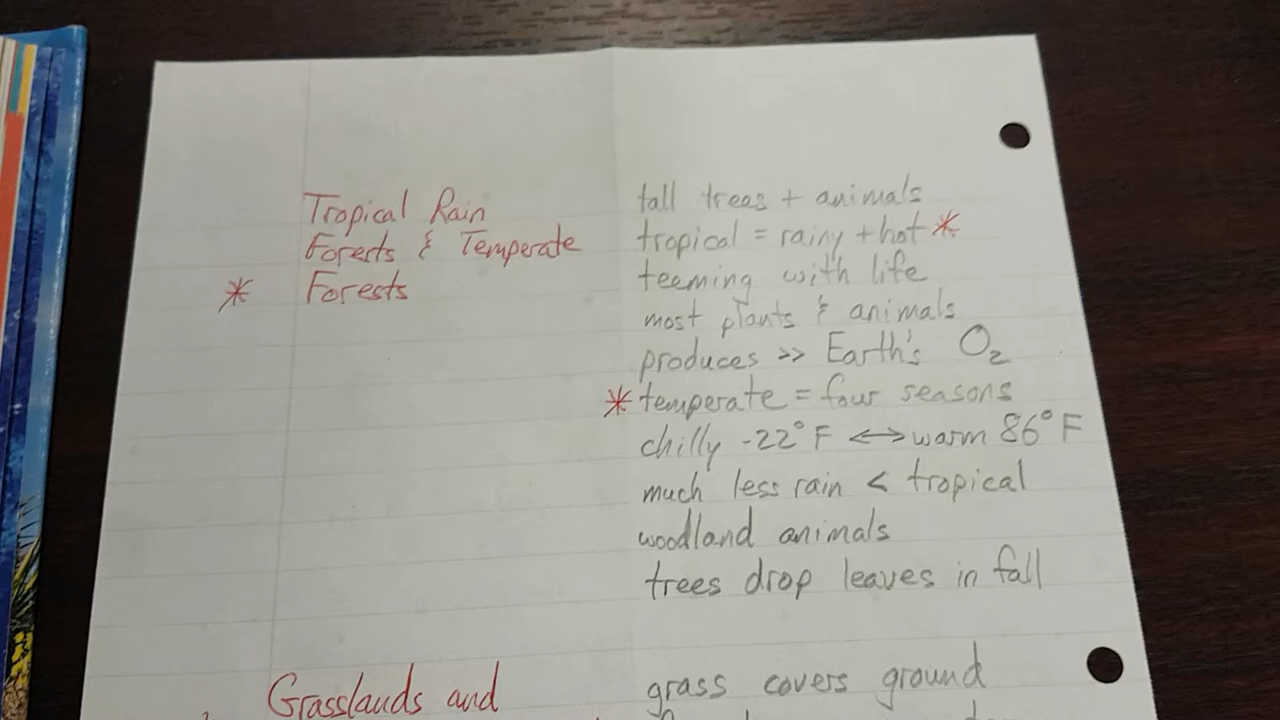 Tropical Rain
Forests & Temperate
* Forests
tall trees + animals
tropical = rainy + hot *
teeming with life
most plants & animals
produces >> Earth's O₂
* temperate = four seasons
chilly -22°F ↔ warm 86°F
much less rain < tropical
woodland animals
trees drop leaves in fall
Grasslands and
grass covers ground